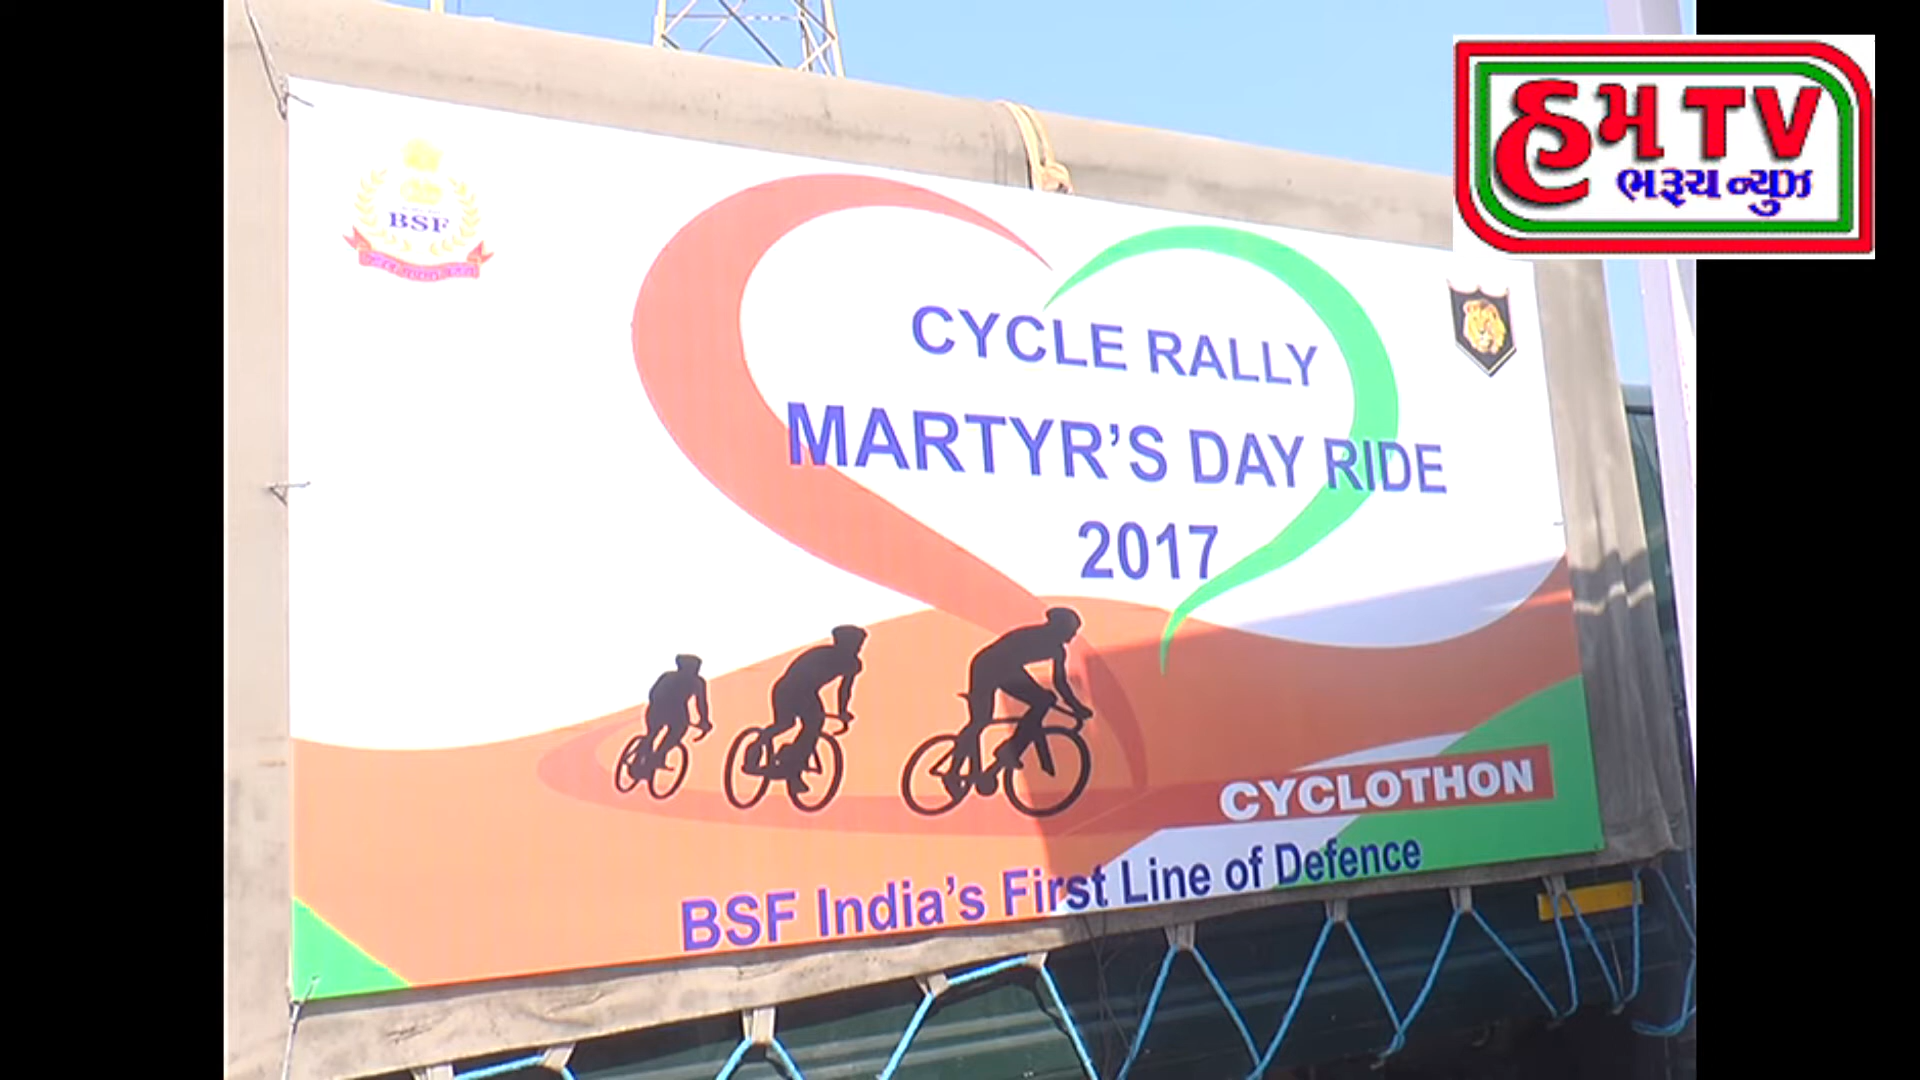 હમ TV
ભરૂચ ન્યુઝ
BSF
CYCLE RALLY
MARTYR'S DAY RIDE
2017
CYCLOTHON
BSF India's First Line of Defence